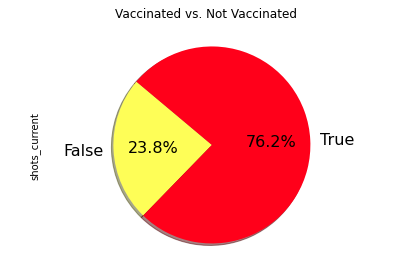 Vaccinated vs. Not Vaccinated
shots_current
False
23.8%
76.2%
True